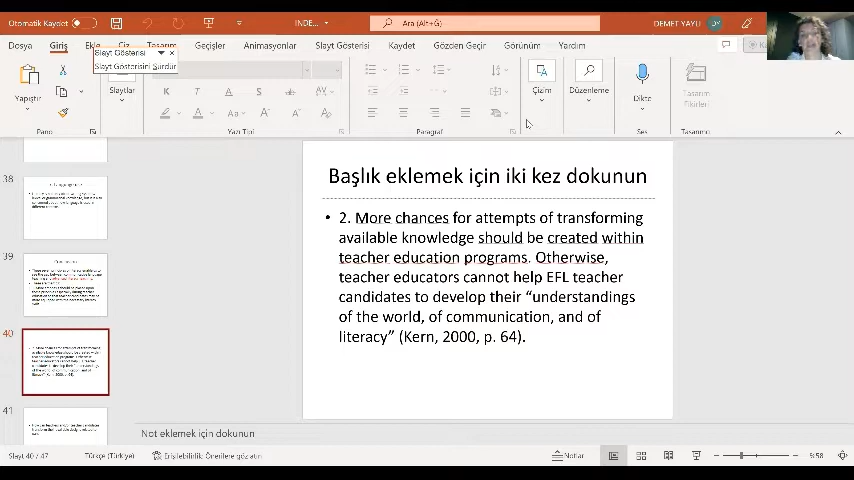 Otomatik Kaydet
INDE...
Ara (Alt+G)
DEMET YAYLI
DY
Dosya
Giriş
Ekle
Çiz
Tasarım
Geçişler
Animasyonlar
Slayt Gösterisi
Kaydet
Gözden Geçir
Görünüm
Yardım
Slayt Gösterisi
Slayt Gösterisini Sürdür
Yapıştır
Slaytlar
K
T
A
S
Aa
Çizim
Düzenleme
Dikte
Tasarım
Fikirleri
Pano
Yazı Tipi
Paragraf
Ses
Tasarımcı
38
39
40
41
Başlık eklemek için iki kez dokunun
• 2. More chances for attempts of transforming
available knowledge should be created within
teacher education programs. Otherwise,
teacher educators cannot help EFL teacher
candidates to develop their “understandings
of the world, of communication, and of
literacy” (Kern, 2000, p. 64).
Not eklemek için dokunun
Slayt 40 / 47
Türkçe (Türkiye)
Erişilebilirlik: Önerilere göz atın
Notlar
%58